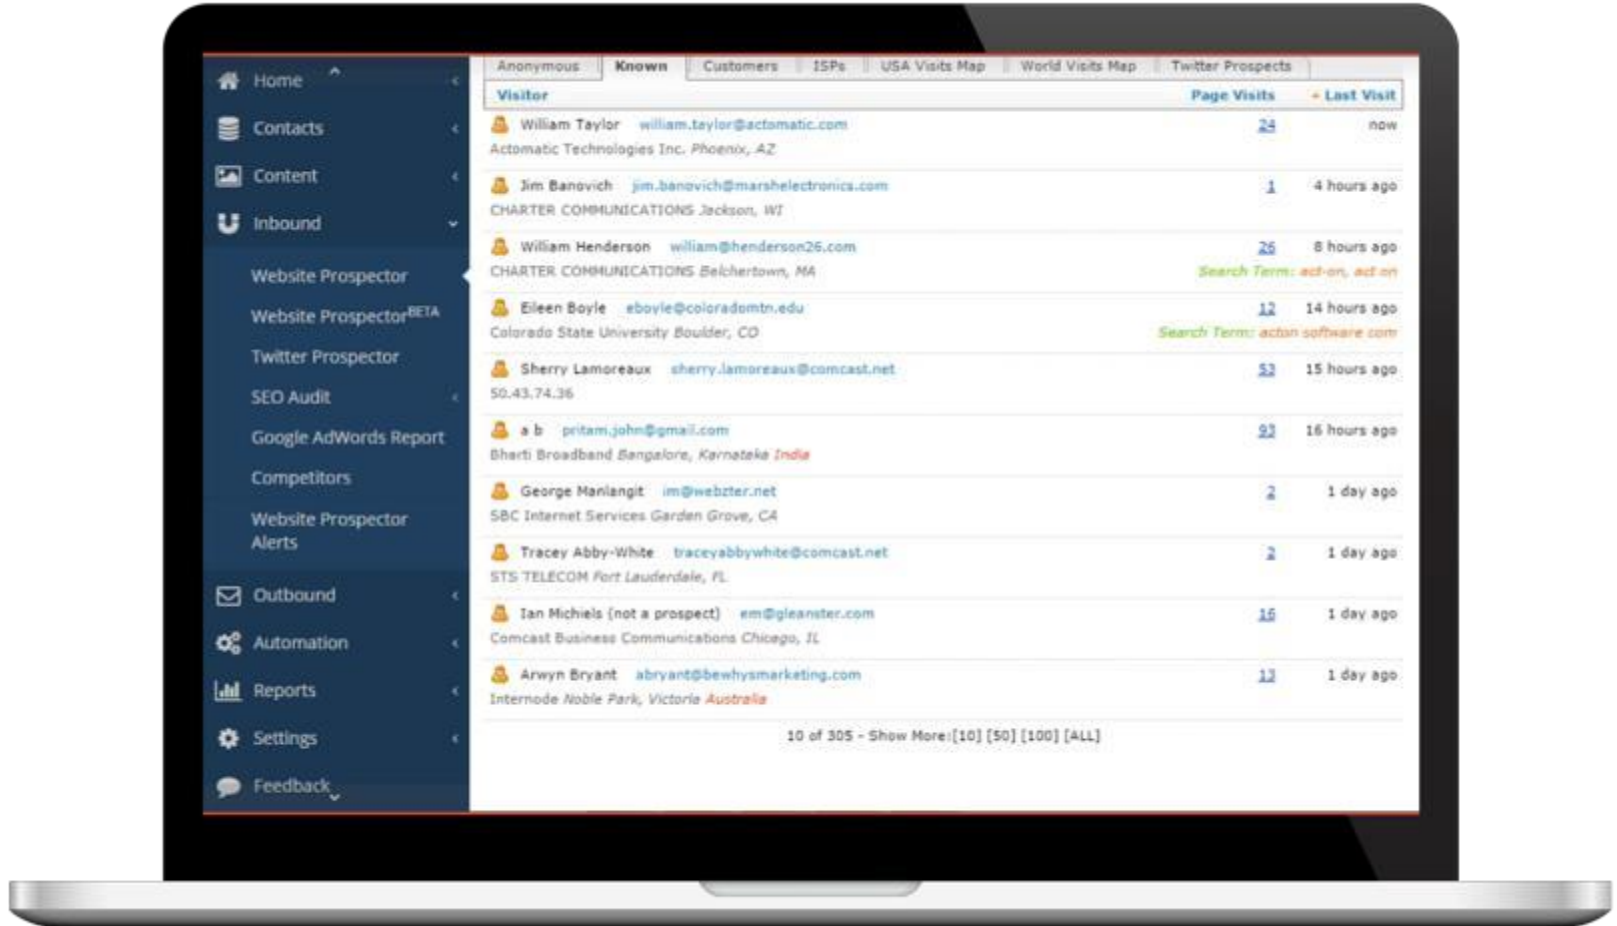 Home
Contacts
Content
Inbound
Website Prospector
Website ProspectorBETA
Twitter Prospector
SEO Audit
Google AdWords Report
Competitors
Website Prospector
Alerts
Outbound
Automation
Reports
Settings
Feedback
Anonymous Known Customers ISPs USA Visits Map World Visits Map Twitter Prospects
Visitor Page Visits Last Visit
William Taylor william.taylor@actomatic.com 24 now
Actomatic Technologies Inc. Phoenix, AZ
Jim Banovich jim.banovich@marshelectronics.com 1 4 hours ago
CHARTER COMMUNICATIONS Jackson, WI
William Henderson william@henderson26.com 26 8 hours ago
CHARTER COMMUNICATIONS Belchertown, MA Search Term: act-on, act on
Eileen Boyle eboyle@coloradomtn.edu 12 14 hours ago
Colorado State University Boulder, CO Search Term: acton software com
Sherry Lamoreaux sherry.lamoreaux@comcast.net 53 15 hours ago
50.43.74.36
a b pritam.john@gmail.com 93 16 hours ago
Bharti Broadband Bangalore, Karnataka India
George Manlangit im@webzter.net 2 1 day ago
SBC Internet Services Garden Grove, CA
Tracey Abby-White traceyabbywhite@comcast.net 2 1 day ago
STS TELECOM Fort Lauderdale, FL
Ian Michiels (not a prospect) em@gleanster.com 16 1 day ago
Comcast Business Communications Chicago, IL
Arwyn Bryant abryant@bewhysmarketing.com 13 1 day ago
Internode Noble Park, Victoria Australia
10 of 305 - Show More:[10] [50] [100] [ALL]